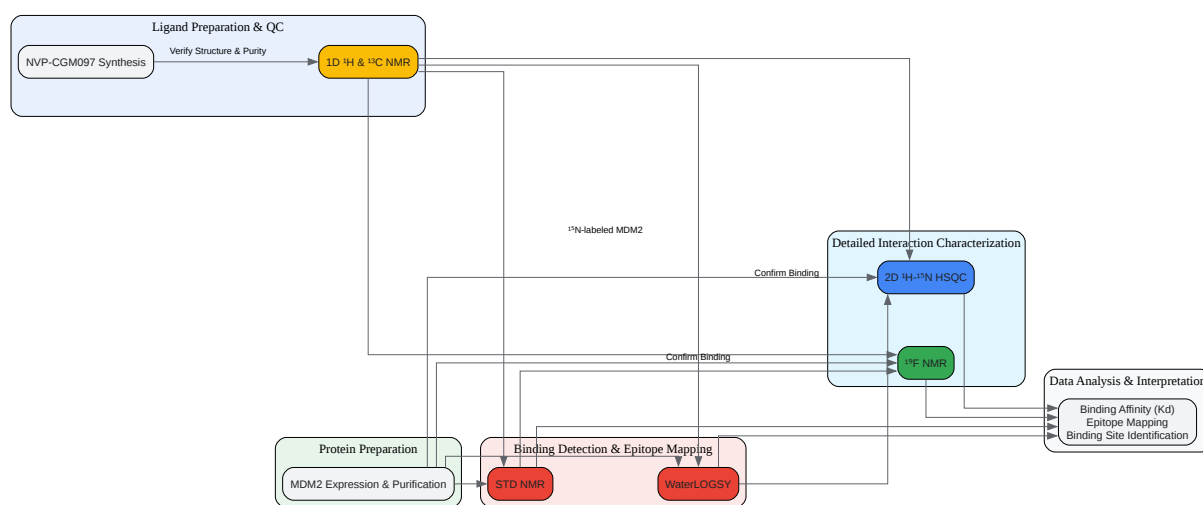 Ligand Preparation & QC
NVP-CGM097 Synthesis
Verify Structure & Purity
1D ¹H & ¹³C NMR
¹⁵N-labeled MDM2
Detailed Interaction Characterization
Confirm Binding
2D ¹H-¹⁵N HSQC
Confirm Binding
¹⁹F NMR
Data Analysis & Interpretation
Binding Affinity (Kd)
Epitope Mapping
Binding Site Identification
Protein Preparation
MDM2 Expression & Purification
Binding Detection & Epitope Mapping
STD NMR
WaterLOGSY